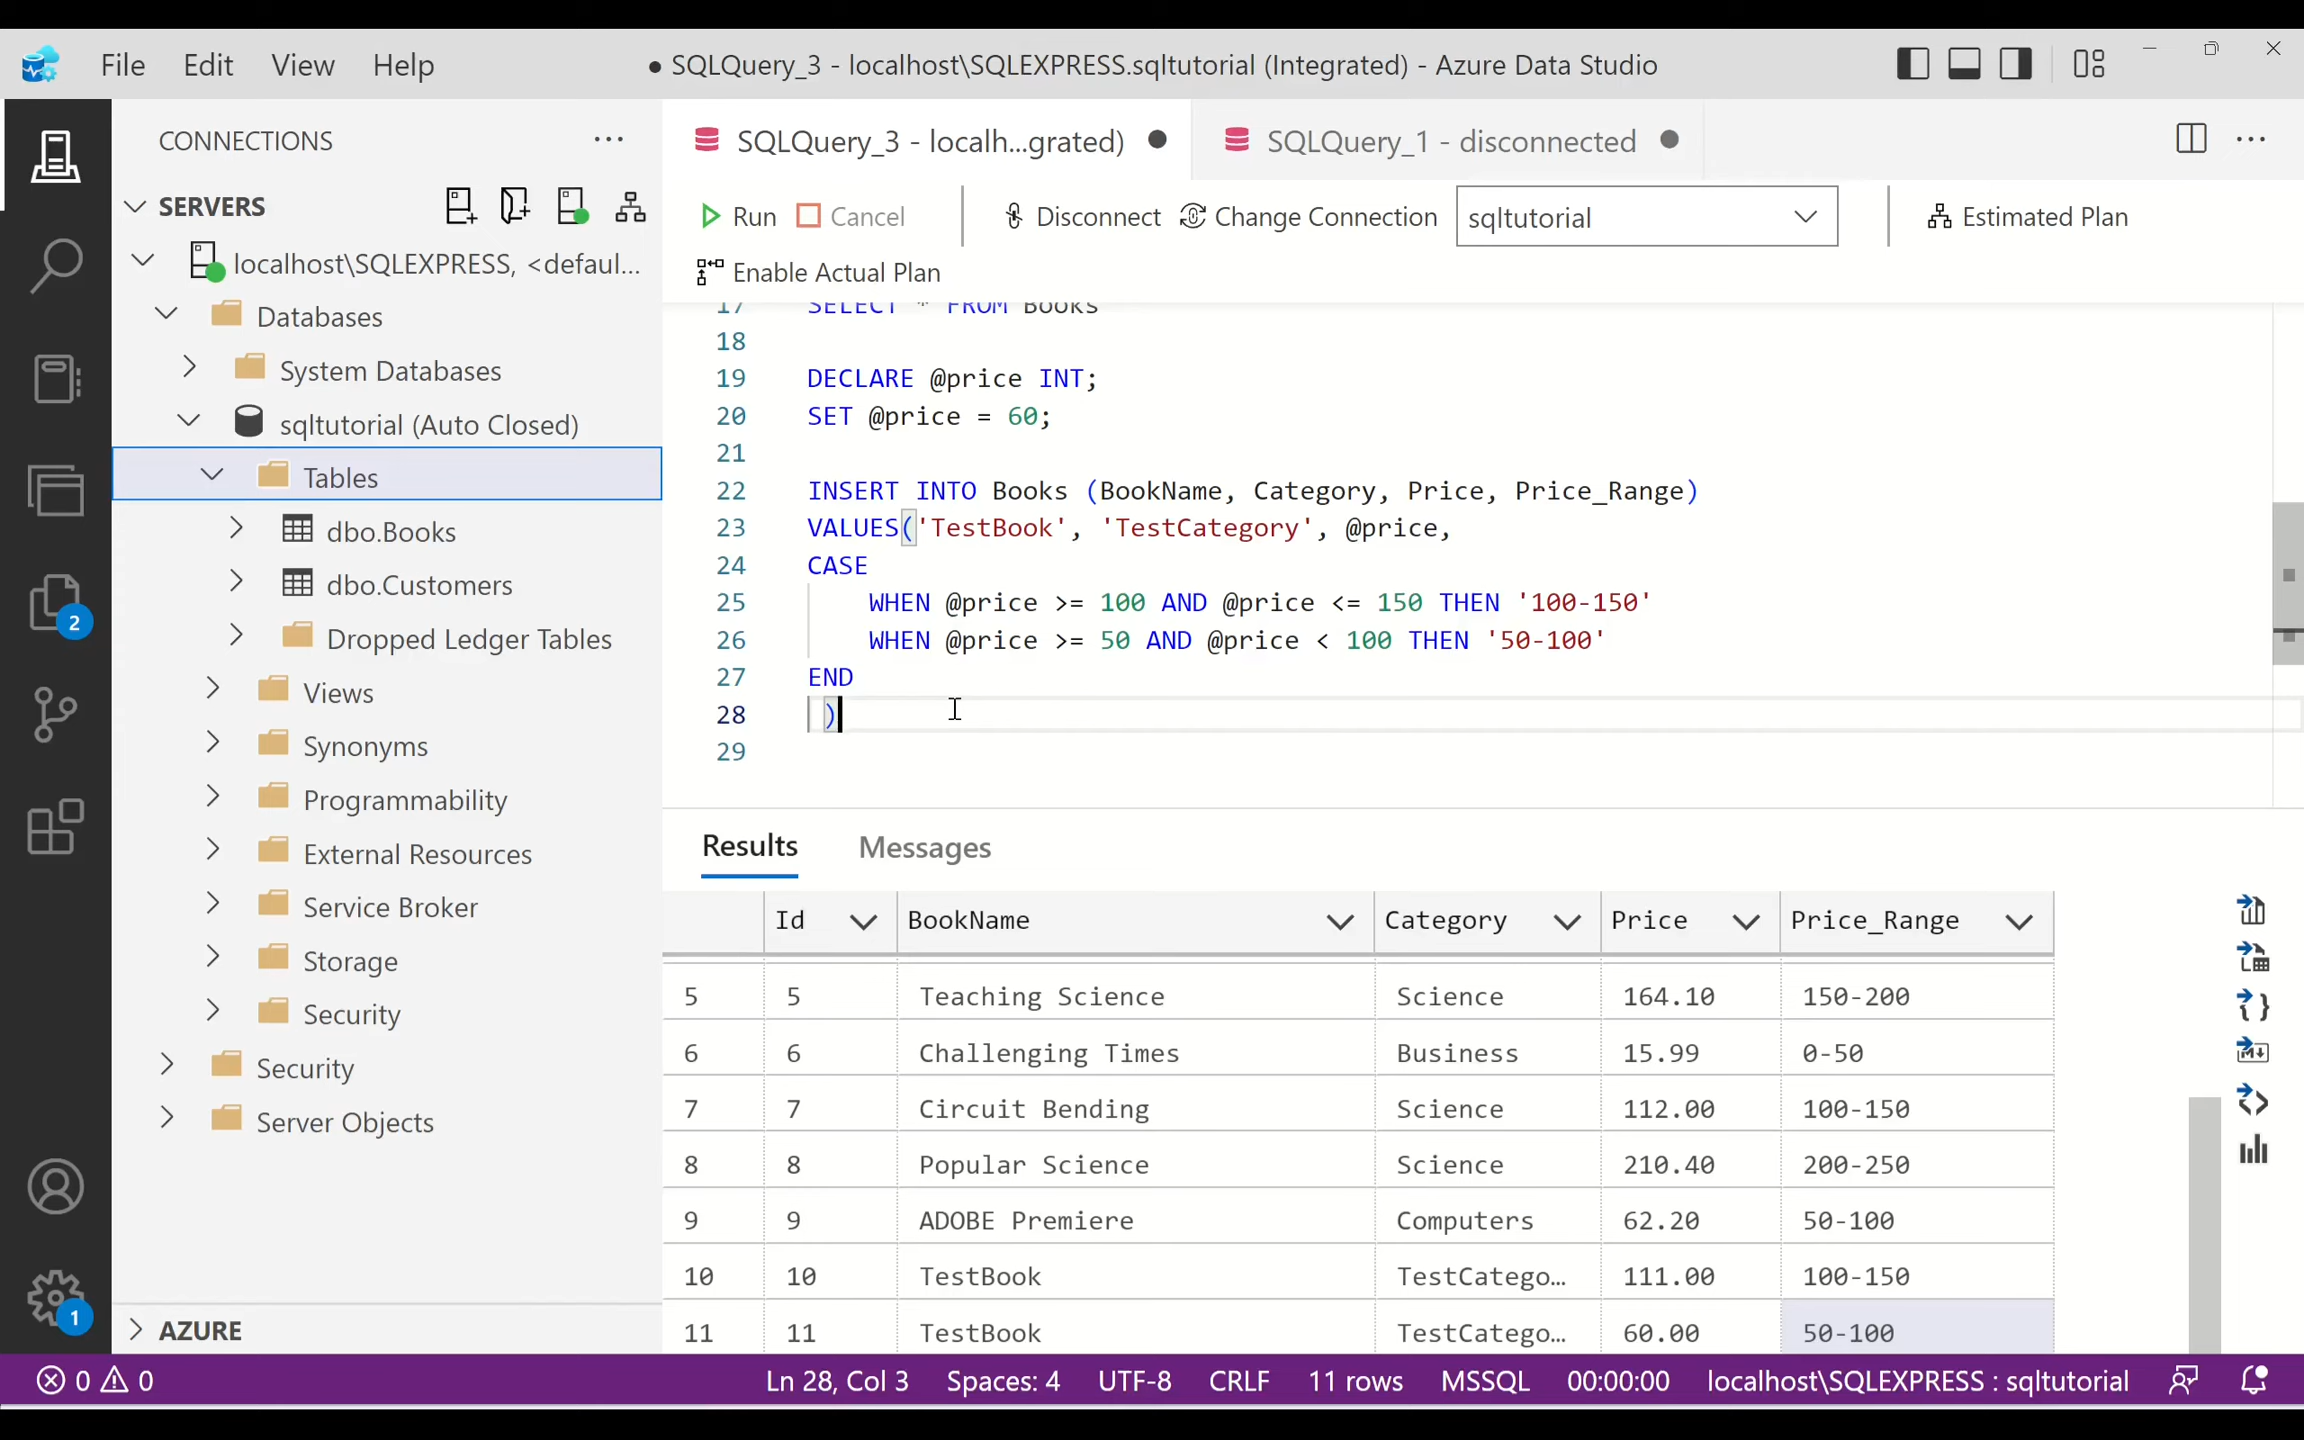 File Edit View Help
● SQLQuery_3 - localhost\SQLEXPRESS.sqltutorial (Integrated) - Azure Data Studio
CONNECTIONS
SERVERS
localhost\SQLEXPRESS, <defaul...
Databases
System Databases
sqltutorial (Auto Closed)
Tables
dbo.Books
dbo.Customers
Dropped Ledger Tables
Views
Synonyms
Programmability
External Resources
Service Broker
Storage
Security
Security
Server Objects
AZURE
2
1
SQLQuery_3 - localh...grated) ●
SQLQuery_1 - disconnected ●
Run Cancel Disconnect Change Connection sqltutorial Estimated Plan
Enable Actual Plan
17 SELECT * FROM Books
18
19 DECLARE @price INT;
20 SET @price = 60;
21
22 INSERT INTO Books (BookName, Category, Price, Price_Range)
23 VALUES('TestBook', 'TestCategory', @price,
24 CASE
25 WHEN @price >= 100 AND @price <= 150 THEN '100-150'
26 WHEN @price >= 50 AND @price < 100 THEN '50-100'
27 END
28 )
29
Results Messages
Id BookName Category Price Price_Range
5 5 Teaching Science Science 164.10 150-200
6 6 Challenging Times Business 15.99 0-50
7 7 Circuit Bending Science 112.00 100-150
8 8 Popular Science Science 210.40 200-250
9 9 ADOBE Premiere Computers 62.20 50-100
10 10 TestBook TestCatego... 111.00 100-150
11 11 TestBook TestCatego... 60.00 50-100
0 0 Ln 28, Col 3 Spaces: 4 UTF-8 CRLF 11 rows MSSQL 00:00:00 localhost\SQLEXPRESS : sqltutorial